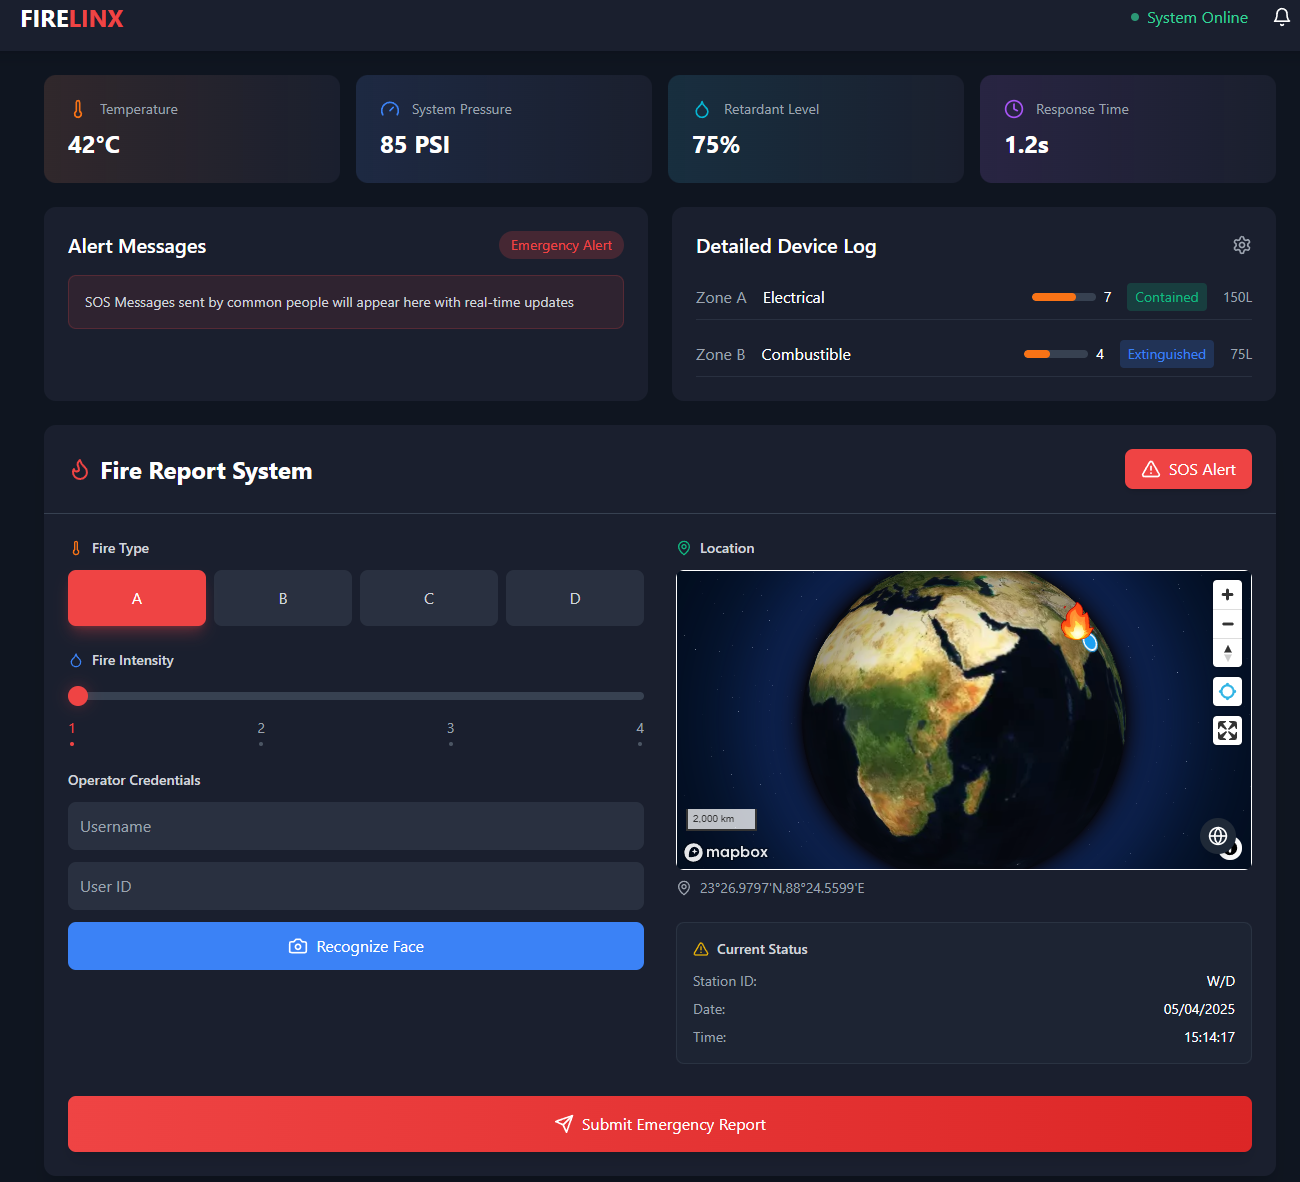 FIRELINX
System Online
Temperature
42°C
System Pressure
85 PSI
Retardant Level
75%
Response Time
1.2s
Alert Messages
Emergency Alert
SOS Messages sent by common people will appear here with real-time updates
Detailed Device Log
Zone A Electrical 7 Contained 150L
Zone B Combustible 4 Extinguished 75L
Fire Report System
SOS Alert
Fire Type
A B C D
Fire Intensity
1 2 3 4
Operator Credentials
Username
User ID
Recognize Face
Location
2,000 km
mapbox
23°26.9797'N,88°24.5599'E
Current Status
Station ID: W/D
Date: 05/04/2025
Time: 15:14:17
Submit Emergency Report